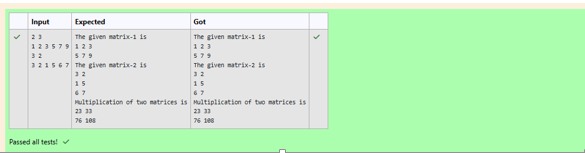 Input Expected Got
2 3 The given matrix-1 is The given matrix-1 is
1 2 3 5 7 9 1 2 3 1 2 3
3 2 5 7 9 5 7 9
3 2 1 5 6 7 The given matrix-2 is The given matrix-2 is
3 2 3 2
1 5 1 5
6 7 6 7
Multiplication of two matrices is Multiplication of two matrices is
23 33 23 33
76 108 76 108
Passed all tests!